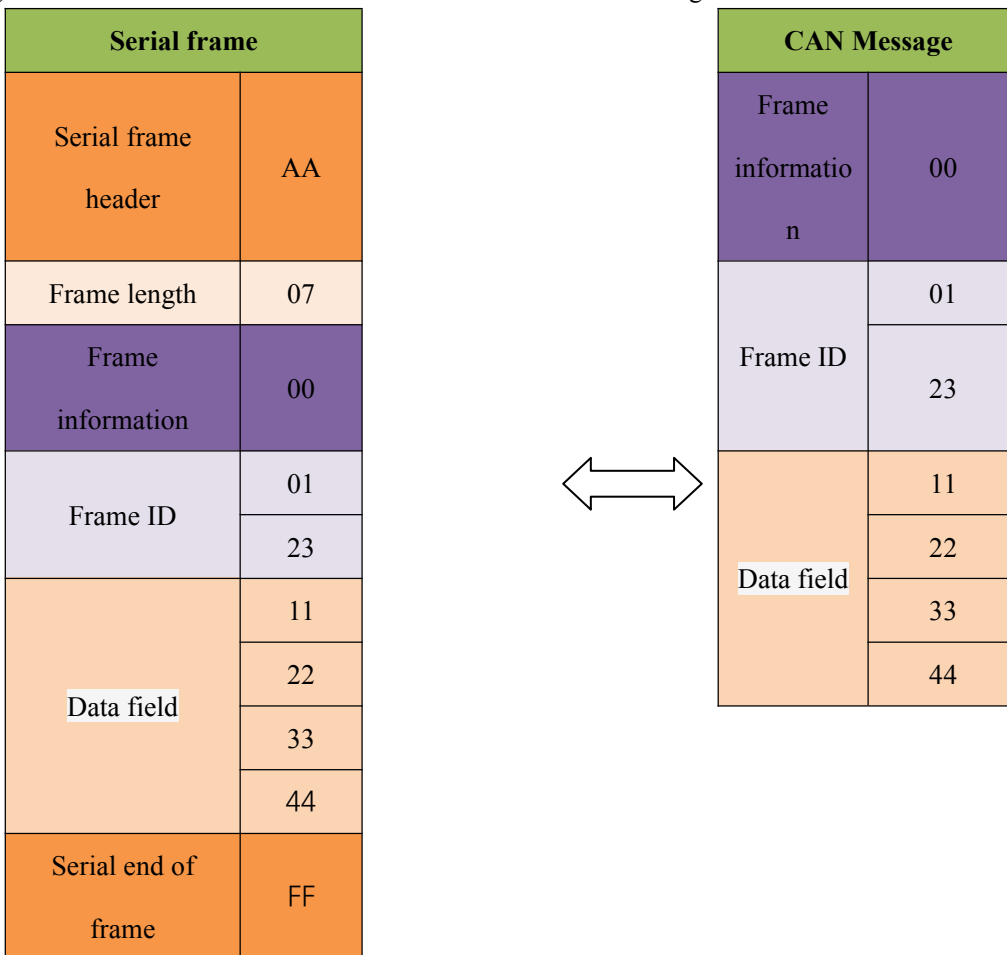 Serial frame
Serial frame
header
AA
Frame length
07
Frame
information
00
Frame ID
01
23
Data field
11
22
33
44
Serial end of
frame
FF
CAN Message
Frame
informatio
n
00
Frame ID
01
23
Data field
11
22
33
44